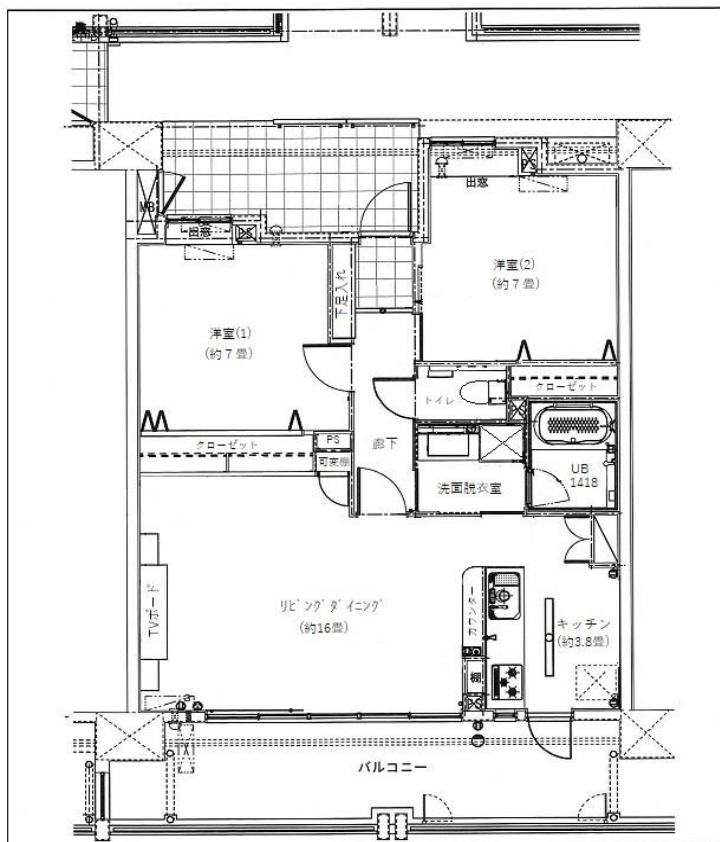 MB
出窓
PS
出窓
PS
洋室(2)
(約7畳)
下足入れ
洋室(1)
(約7畳)
トイレ
クローゼット
クローゼット
PS
可変棚
廊下
洗面脱衣室
UB
1418
TVボード
リビングダイニング
(約16畳)
カウンター
棚
キッチン
(約3.8畳)
バルコニー